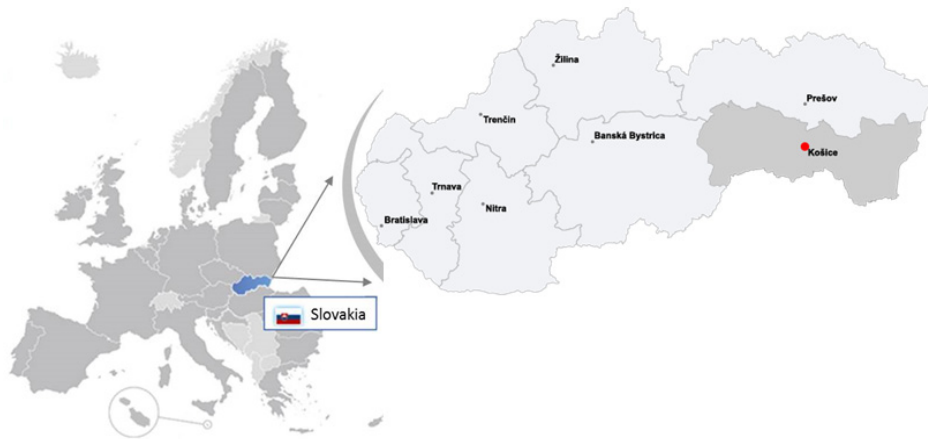 Žilina
Prešov
Trenčín
Banská Bystrica
Košice
Trnava
Nitra
Bratislava
Slovakia